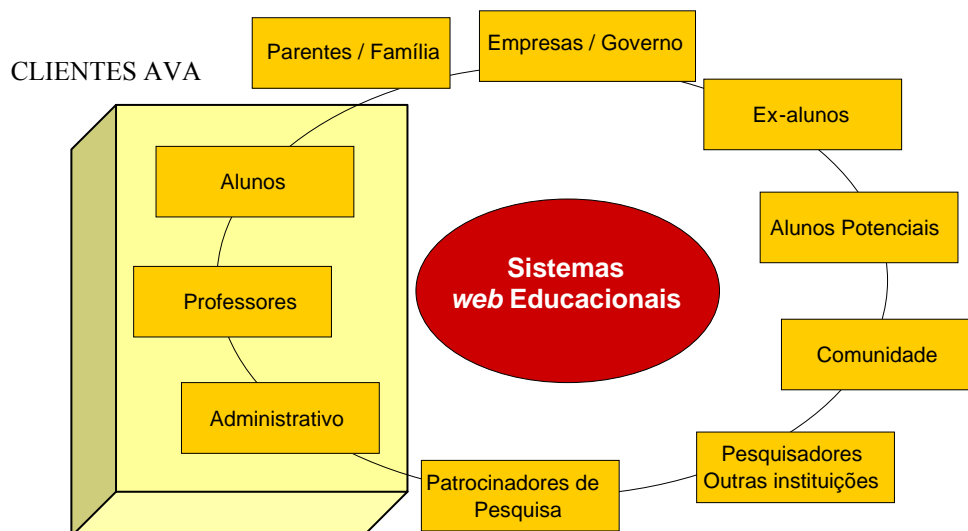 CLIENTES AVA
Parentes / Família
Empresas / Governo
Ex-alunos
Alunos
Alunos Potenciais
Sistemas
web Educacionais
Professores
Comunidade
Administrativo
Pesquisadores
Outras instituições
Patrocinadores de
Pesquisa